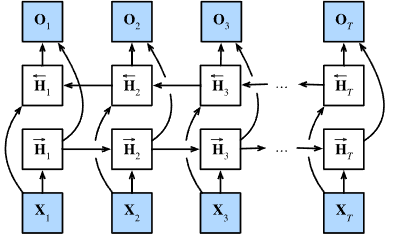 O₁ O₂ O₃ O_T
H⃖₁ H⃖₂ H⃖₃ ... H⃖_T
H⃗₁ H⃗₂ H⃗₃ ... H⃗_T
X₁ X₂ X₃ X_T